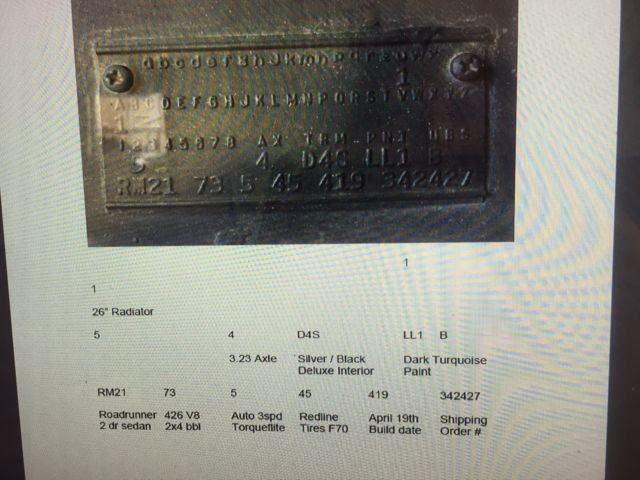 abcdefghJkmnpqrsuwx
1
ABCDEFGHJKLMNPQRSTVWXYZ
1
12345678 AX TRM-PNT UBS
5 4 D4S LL1 B
RM21 73 5 45 419 342427
1
1
26" Radiator
5 4 D4S LL1 B
3.23 Axle Silver / Black Dark Turquoise
Deluxe Interior Paint
RM21 73 5 45 419 342427
Roadrunner 426 V8 Auto 3spd Redline April 19th Shipping
2 dr sedan 2x4 bbl Torqueflite Tires F70 Build date Order #